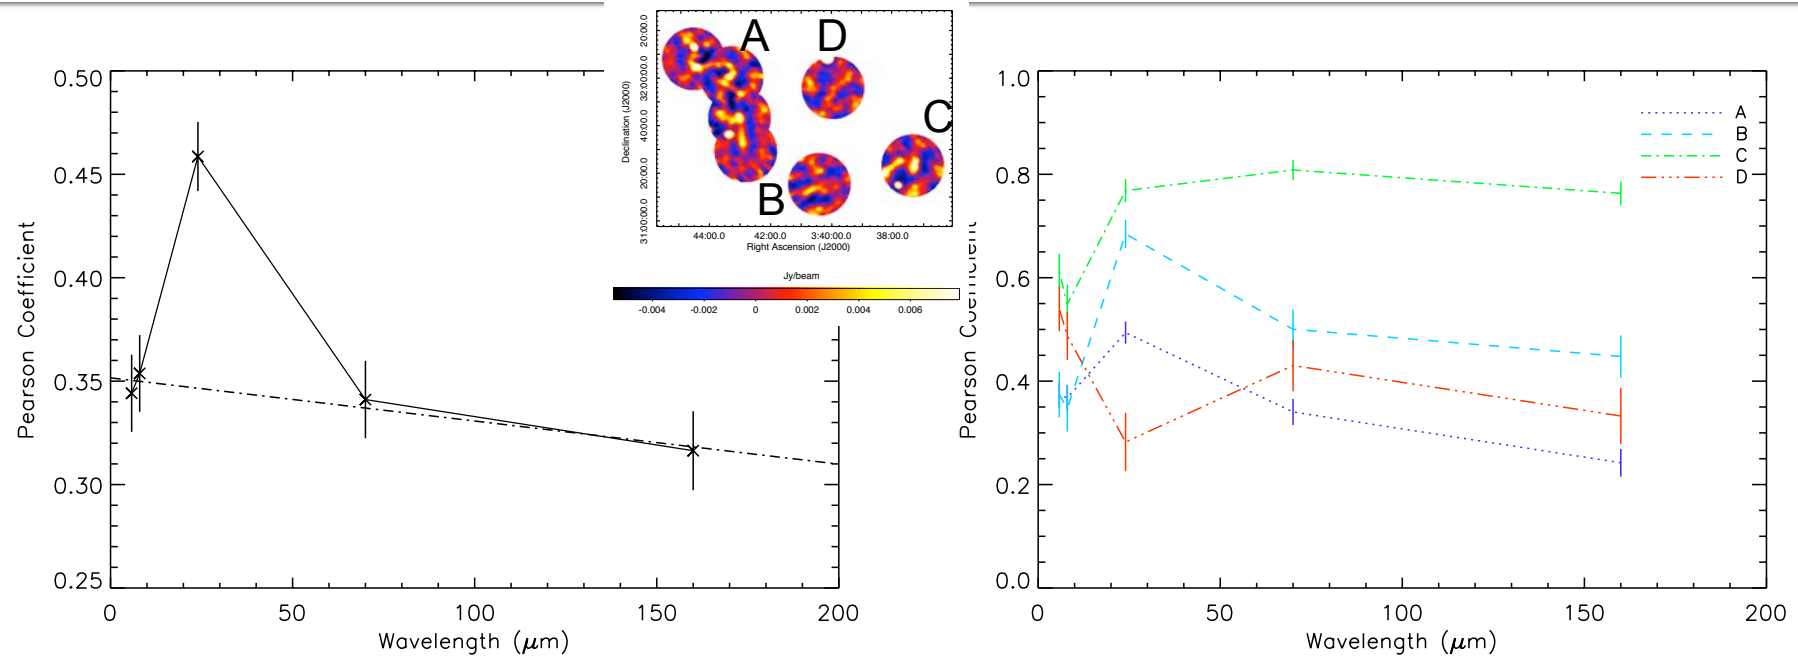 0.50
0.45
0.40
0.35
0.30
0.25
Pearson Coefficient
0
50
100
150
200
Wavelength (μm)
A
D
C
B
20:00.0
32:00:00.0
40:00.0
20:00.0
31:00:00.0
Declination (J2000)
44:00.0
42:00.0
3:40:00.0
38:00.0
Right Ascension (J2000)
Jy/beam
-0.004
-0.002
0
0.002
0.004
0.006
1.0
0.8
0.6
0.4
0.2
0.0
Pearson Coefficient
A
B
C
D
0
50
100
150
200
Wavelength (μm)